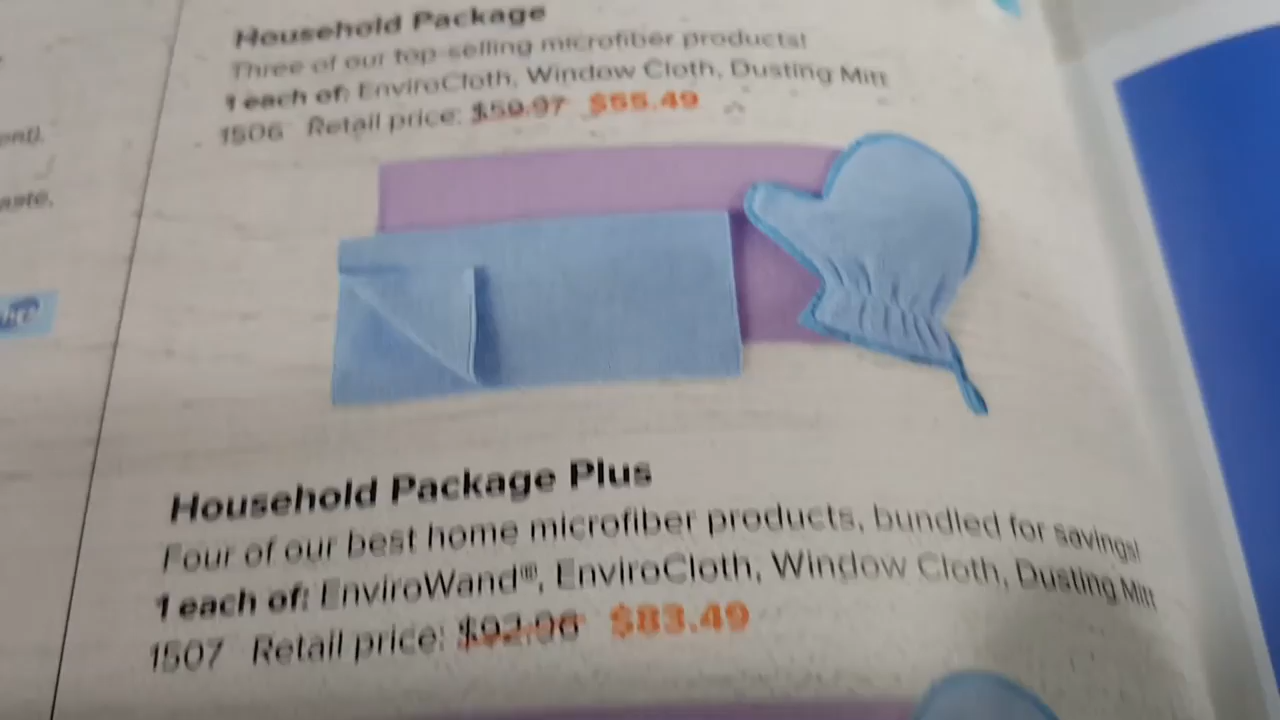 Household Package
Three of our top-selling microfiber products!
1 each of: EnviroCloth, Window Cloth, Dusting Mitt
1506 Retail price: $59.97 $55.49
Household Package Plus
Four of our best home microfiber products, bundled for savings!
1 each of: EnviroWand®, EnviroCloth, Window Cloth, Dusting Mitt
1507 Retail price: $92.96 $83.49